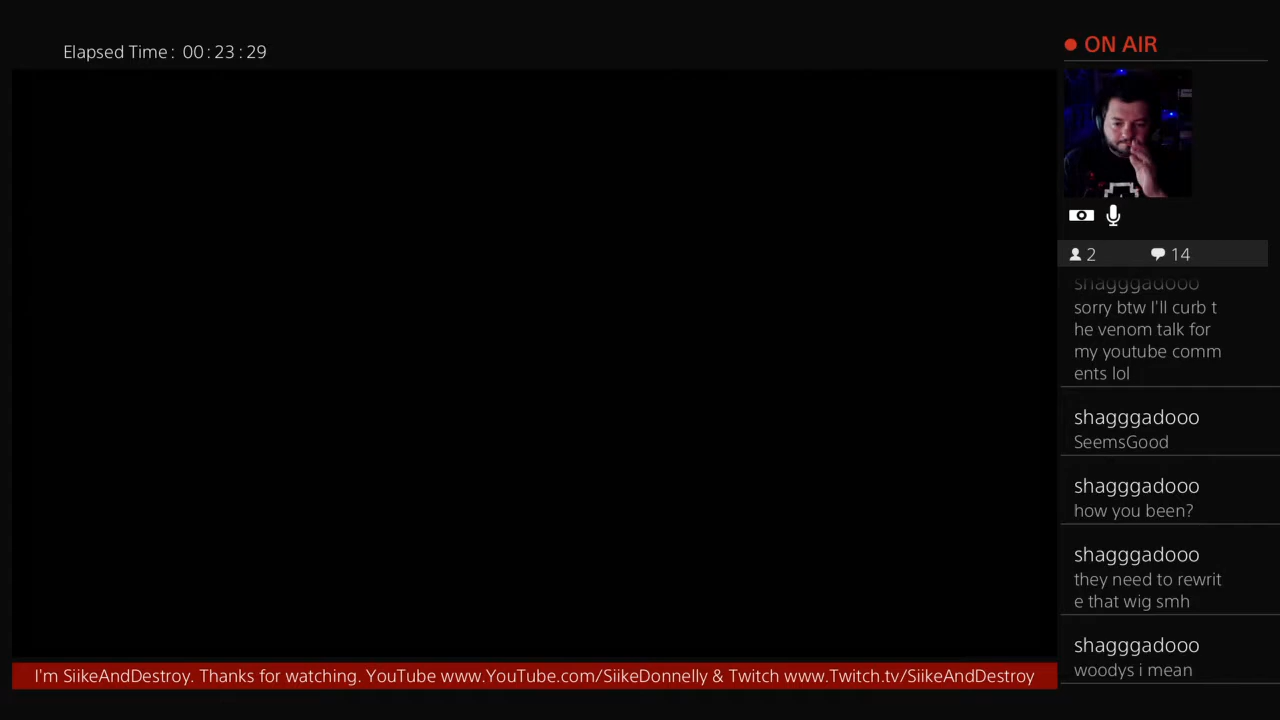 Elapsed Time: 00:23:29
ON AIR
2 14
shagggadooo
sorry btw I'll curb t
he venom talk for
my youtube comm
ents lol
shagggadooo
SeemsGood
shagggadooo
how you been?
shagggadooo
they need to rewrit
e that wig smh
shagggadooo
woodys i mean
I'm SiikeAndDestroy. Thanks for watching. YouTube www.YouTube.com/SiikeDonnelly & Twitch www.Twitch.tv/SiikeAndDestroy